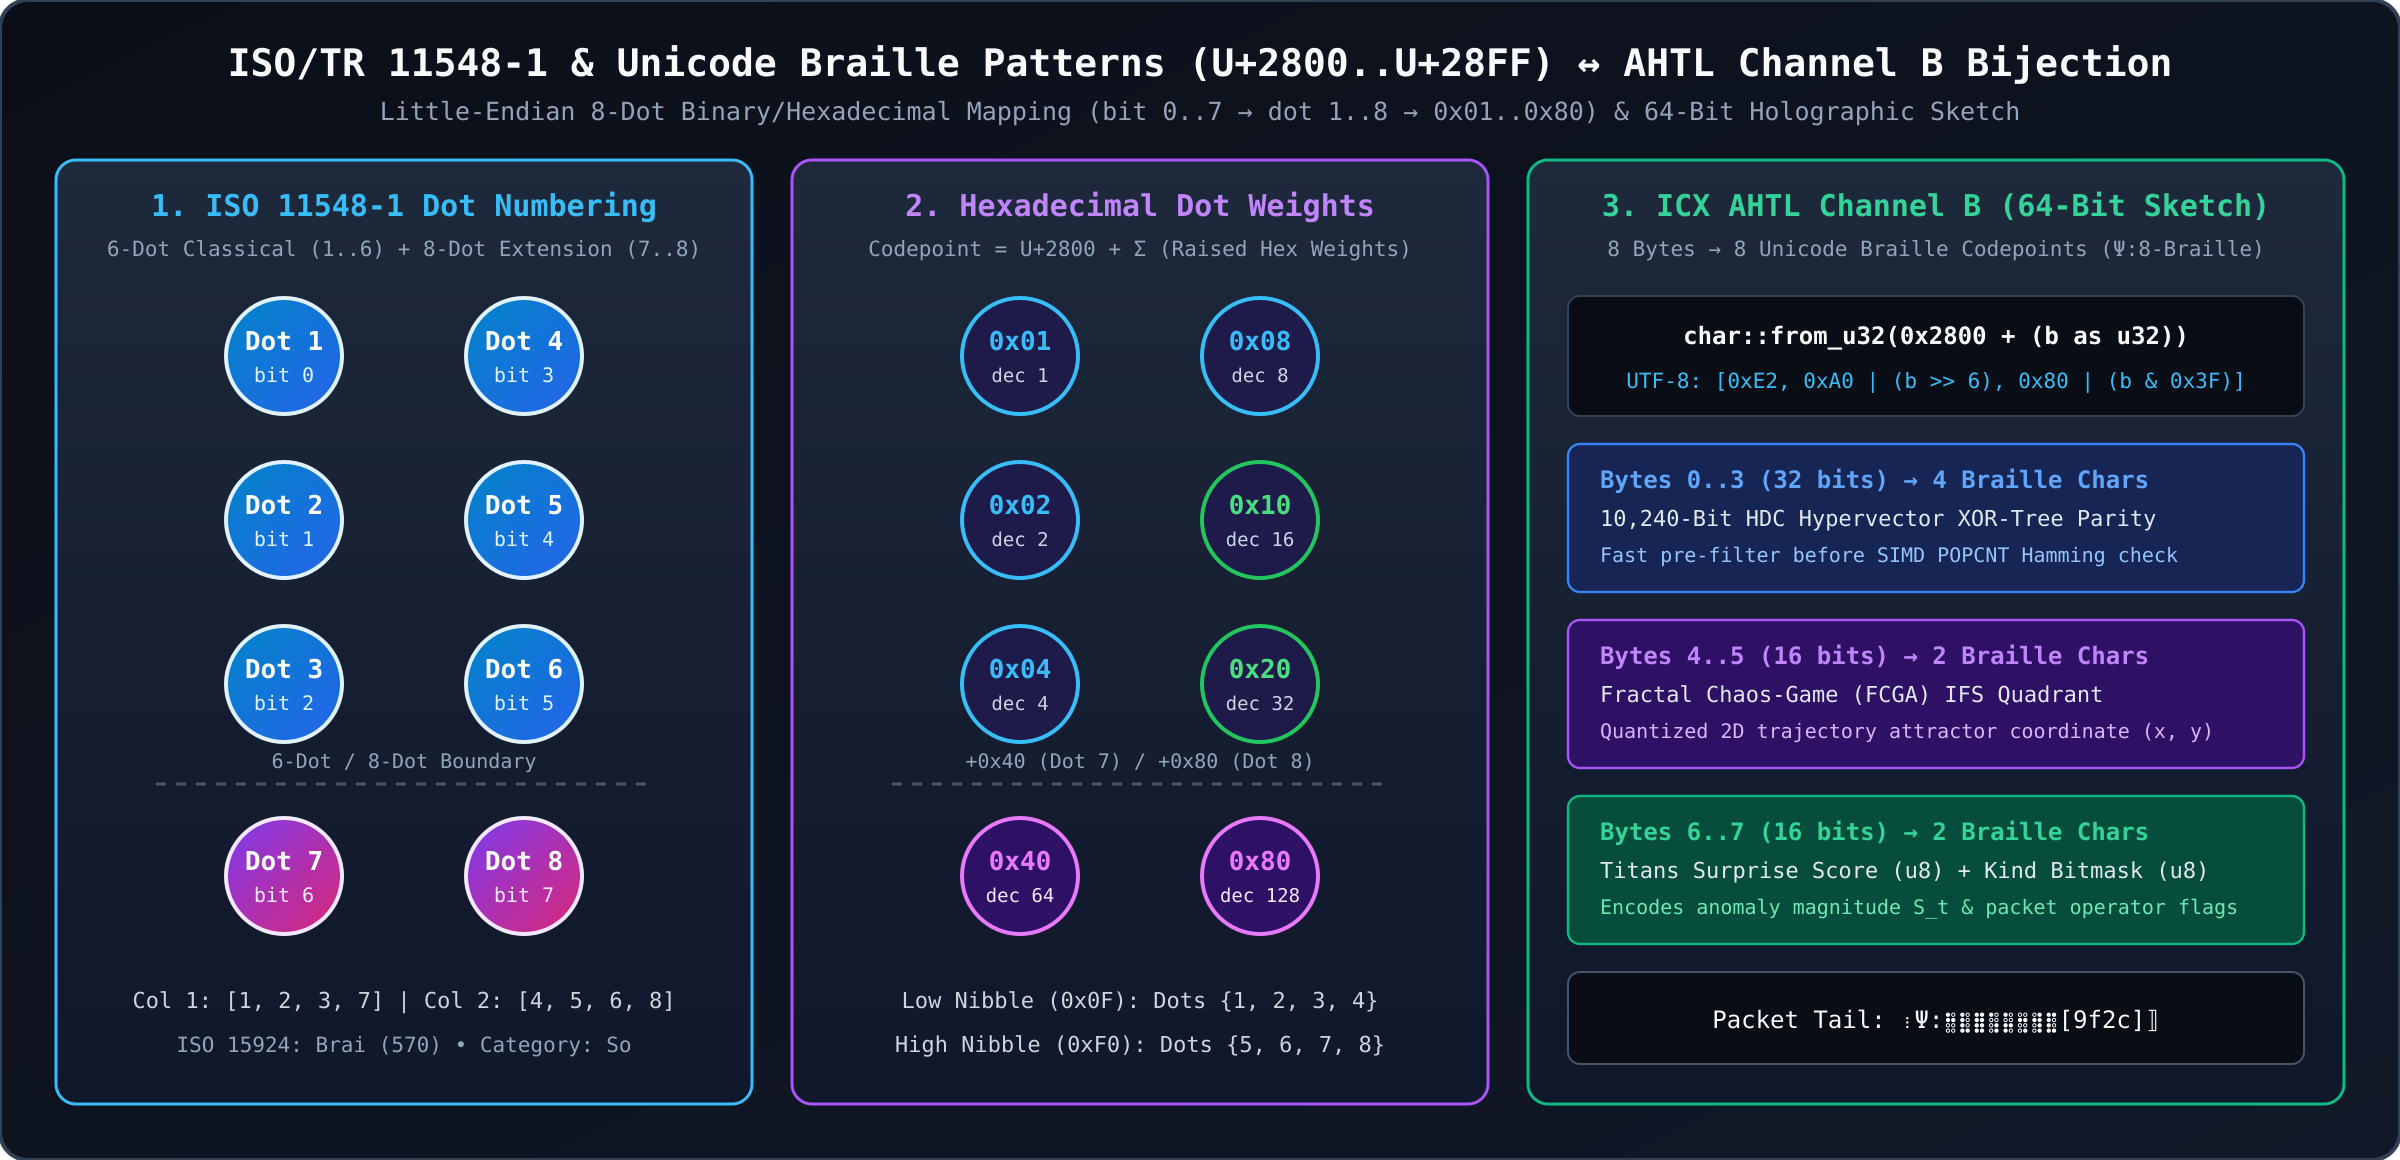 ISO/TR 11548-1 & Unicode Braille Patterns (U+2800..U+28FF) ↔ AHTL Channel B Bijection
Little-Endian 8-Dot Binary/Hexadecimal Mapping (bit 0..7 → dot 1..8 → 0x01..0x80) & 64-Bit Holographic Sketch
1. ISO 11548-1 Dot Numbering
6-Dot Classical (1..6) + 8-Dot Extension (7..8)
Dot 1
bit 0
Dot 4
bit 3
Dot 2
bit 1
Dot 5
bit 4
Dot 3
bit 2
Dot 6
bit 5
6-Dot / 8-Dot Boundary
Dot 7
bit 6
Dot 8
bit 7
Col 1: [1, 2, 3, 7] | Col 2: [4, 5, 6, 8]
ISO 15924: Brai (570) • Category: So
2. Hexadecimal Dot Weights
Codepoint = U+2800 + Σ (Raised Hex Weights)
0x01
dec 1
0x08
dec 8
0x02
dec 2
0x10
dec 16
0x04
dec 4
0x20
dec 32
+0x40 (Dot 7) / +0x80 (Dot 8)
0x40
dec 64
0x80
dec 128
Low Nibble (0x0F): Dots {1, 2, 3, 4}
High Nibble (0xF0): Dots {5, 6, 7, 8}
3. ICX AHTL Channel B (64-Bit Sketch)
8 Bytes → 8 Unicode Braille Codepoints (Ψ:8-Braille)
char::from_u32(0x2800 + (b as u32))
UTF-8: [0xE2, 0xA0 | (b >> 6), 0x80 | (b & 0x3F)]
Bytes 0..3 (32 bits) → 4 Braille Chars
10,240-Bit HDC Hypervector XOR-Tree Parity
Fast pre-filter before SIMD POPCNT Hamming check
Bytes 4..5 (16 bits) → 2 Braille Chars
Fractal Chaos-Game (FCGA) IFS Quadrant
Quantized 2D trajectory attractor coordinate (x, y)
Bytes 6..7 (16 bits) → 2 Braille Chars
Titans Surprise Score (u8) + Kind Bitmask (u8)
Encodes anomaly magnitude S_t & packet operator flags
Packet Tail: ⫶Ψ:[9f2c]⟧